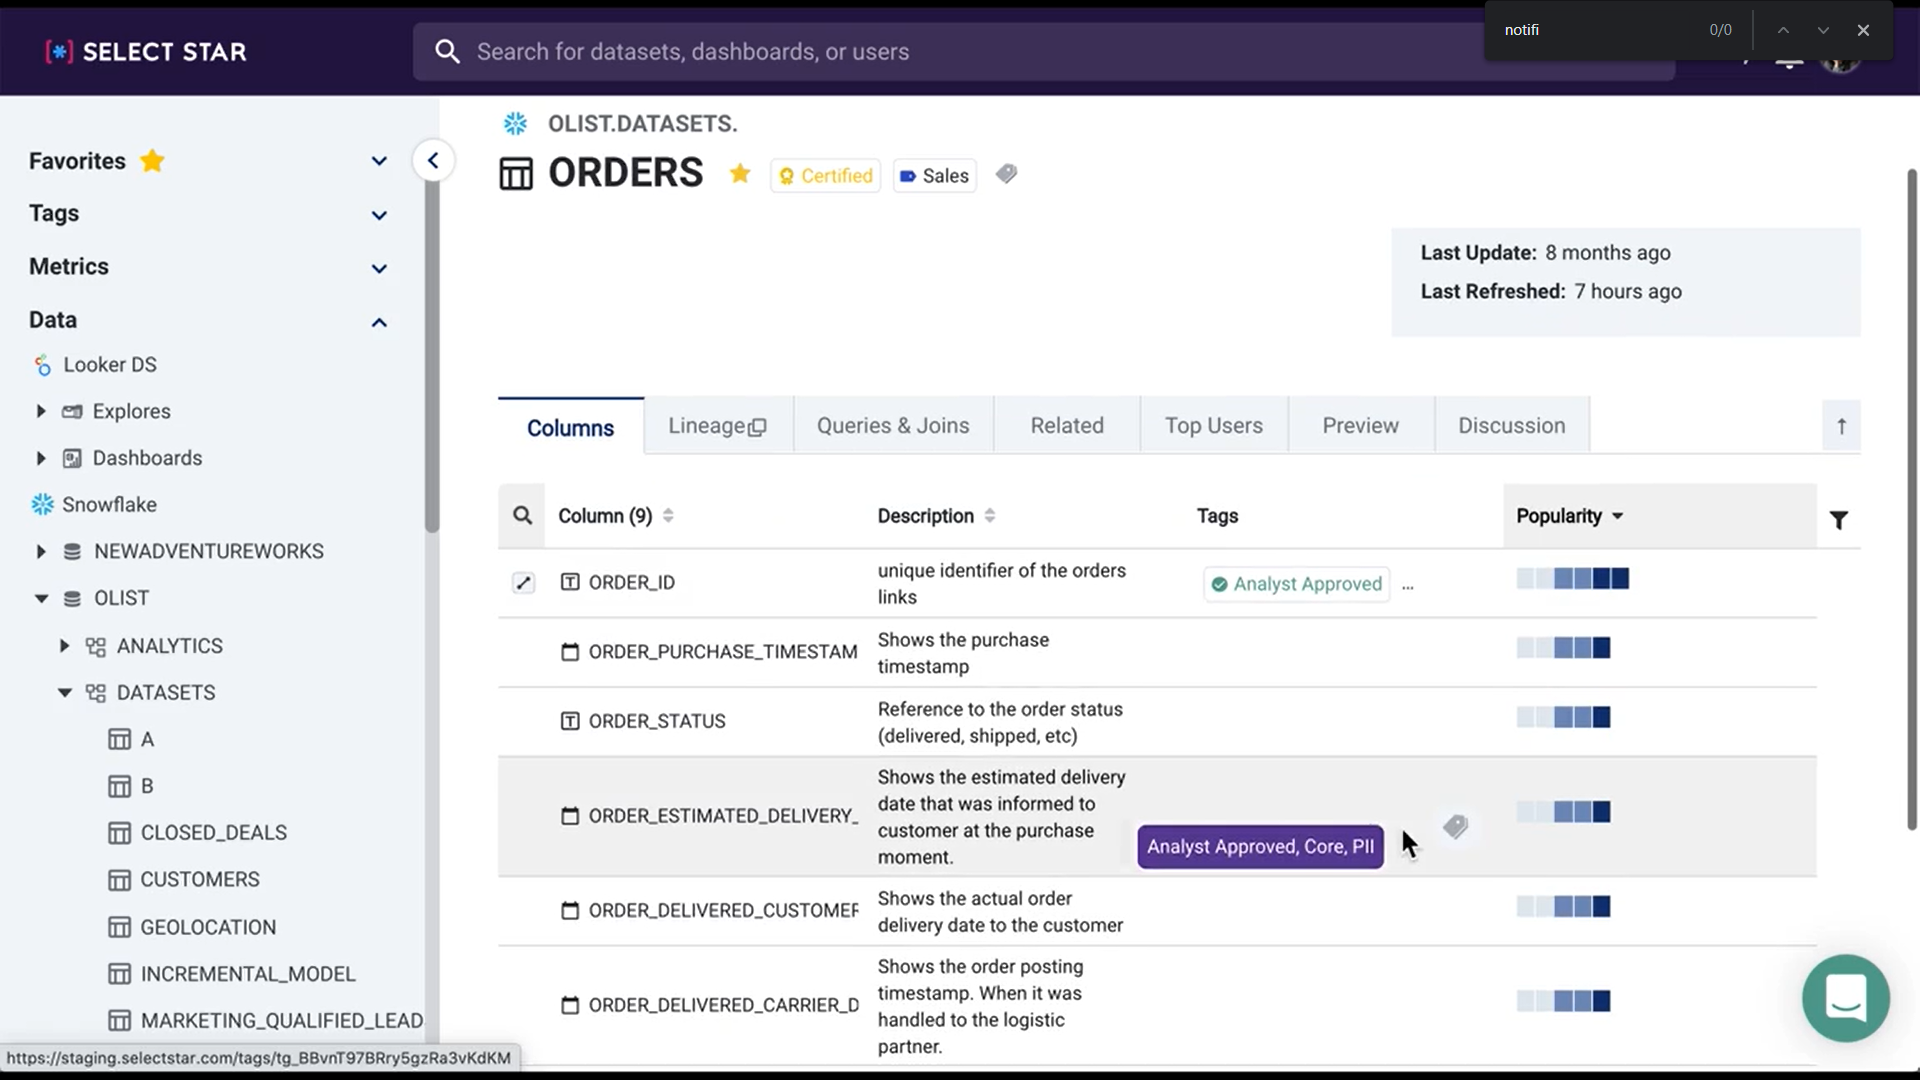 SELECT STAR
Search for datasets, dashboards, or users
notifi
0/0
Favorites
Tags
Metrics
Data
Looker DS
Explores
Dashboards
Snowflake
NEWADVENTUREWORKS
OLIST
ANALYTICS
DATASETS
A
B
CLOSED_DEALS
CUSTOMERS
GEOLOCATION
INCREMENTAL_MODEL
MARKETING_QUALIFIED_LEAD
https://staging.selectstar.com/tags/tg_BBvnT97BRry5gzRa3vKdKM
OLIST.DATASETS.
ORDERS
Certified
Sales
Last Update: 8 months ago
Last Refreshed: 7 hours ago
Columns
Lineage
Queries & Joins
Related
Top Users
Preview
Discussion
Column (9)
Description
Tags
Popularity
ORDER_ID
unique identifier of the orders
links
Analyst Approved
...
ORDER_PURCHASE_TIMESTAM
Shows the purchase
timestamp
ORDER_STATUS
Reference to the order status
(delivered, shipped, etc)
ORDER_ESTIMATED_DELIVERY_
Shows the estimated delivery
date that was informed to
customer at the purchase
moment.
Analyst Approved, Core, PII
ORDER_DELIVERED_CUSTOMER
Shows the actual order
delivery date to the customer
ORDER_DELIVERED_CARRIER_D
Shows the order posting
timestamp. When it was
handled to the logistic
partner.